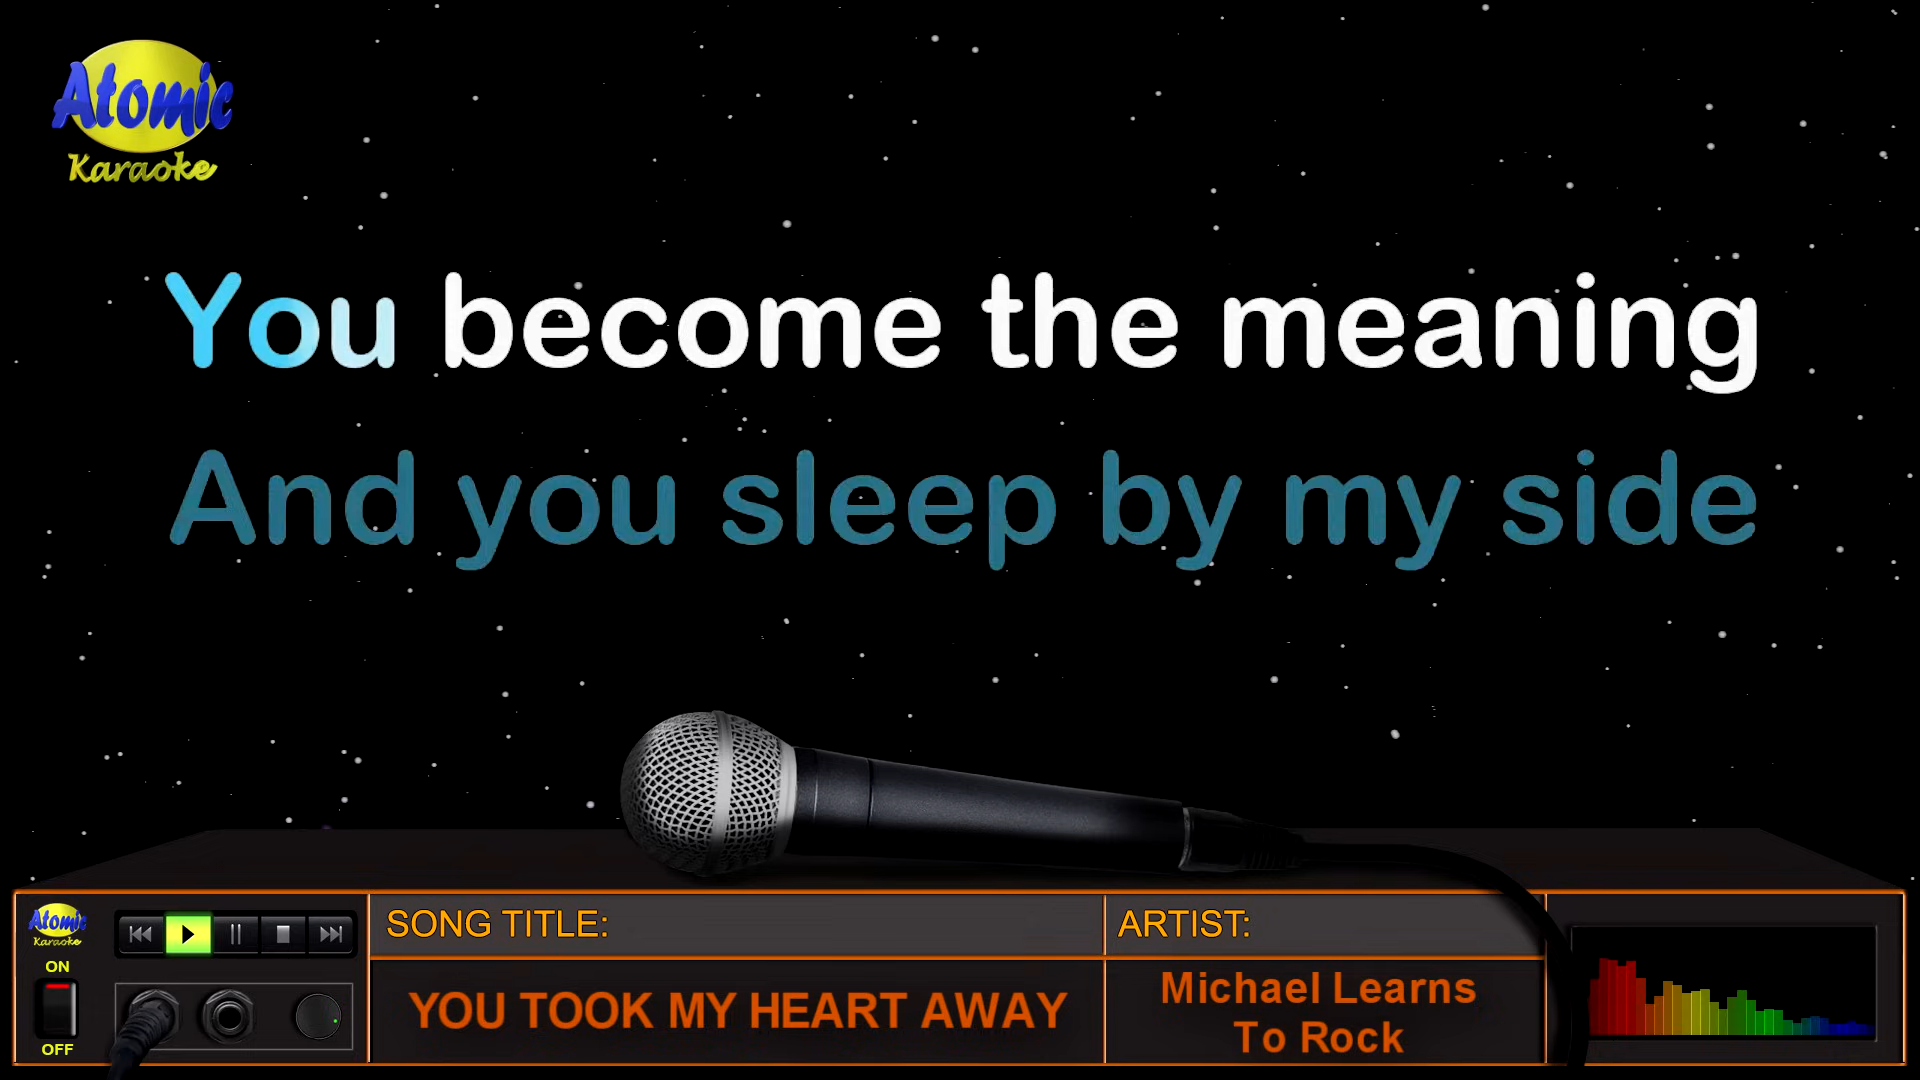 Atomic
Karaoke
You become the meaning
And you sleep by my side
Atomic
Karaoke
ON
OFF
SONG TITLE:
YOU TOOK MY HEART AWAY
ARTIST:
Michael Learns
To Rock